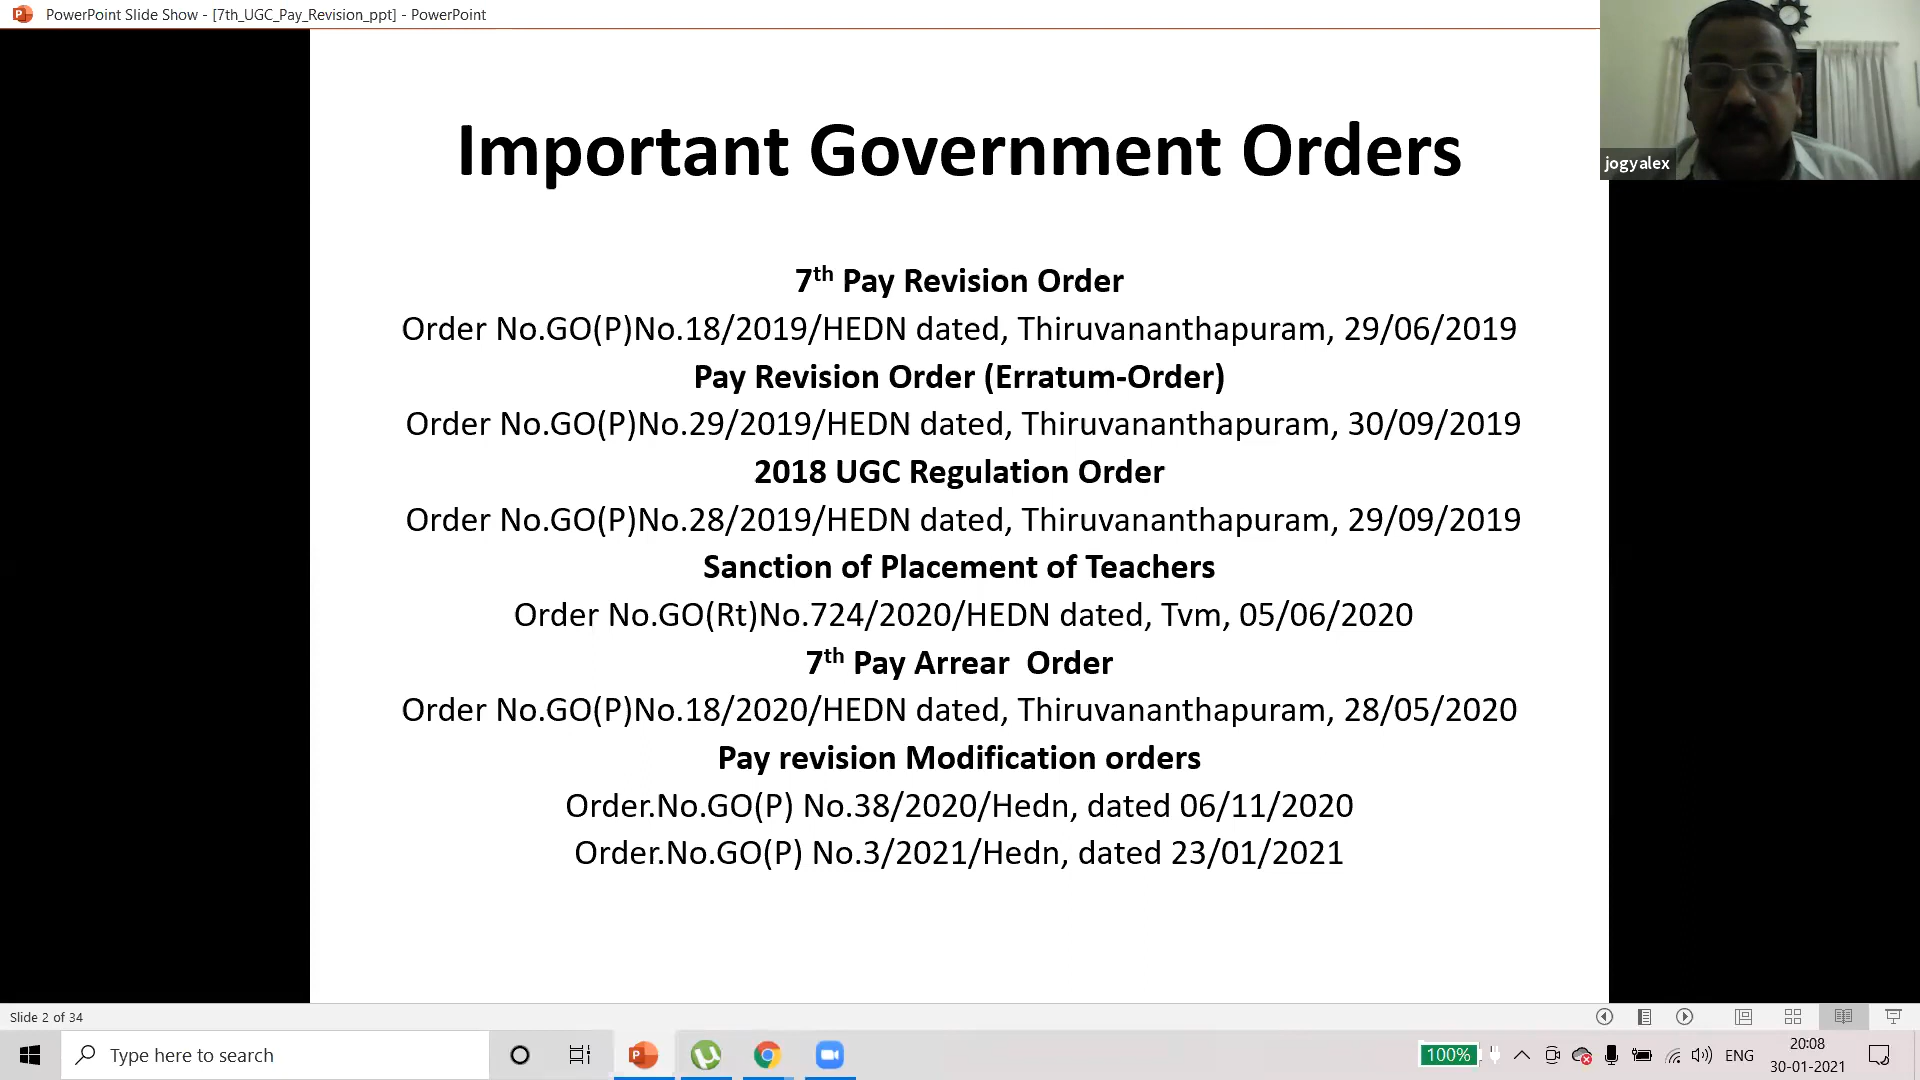 PowerPoint Slide Show - [7th_UGC_Pay_Revision_ppt] - PowerPoint
jogyalex
Important Government Orders
7th Pay Revision Order
Order No.GO(P)No.18/2019/HEDN dated, Thiruvananthapuram, 29/06/2019
Pay Revision Order (Erratum-Order)
Order No.GO(P)No.29/2019/HEDN dated, Thiruvananthapuram, 30/09/2019
2018 UGC Regulation Order
Order No.GO(P)No.28/2019/HEDN dated, Thiruvananthapuram, 29/09/2019
Sanction of Placement of Teachers
Order No.GO(Rt)No.724/2020/HEDN dated, Tvm, 05/06/2020
7th Pay Arrear  Order
Order No.GO(P)No.18/2020/HEDN dated, Thiruvananthapuram, 28/05/2020
Pay revision Modification orders
Order.No.GO(P) No.38/2020/Hedn, dated 06/11/2020
Order.No.GO(P) No.3/2021/Hedn, dated 23/01/2021
Slide 2 of 34
Type here to search
100%
ENG
20:08
30-01-2021